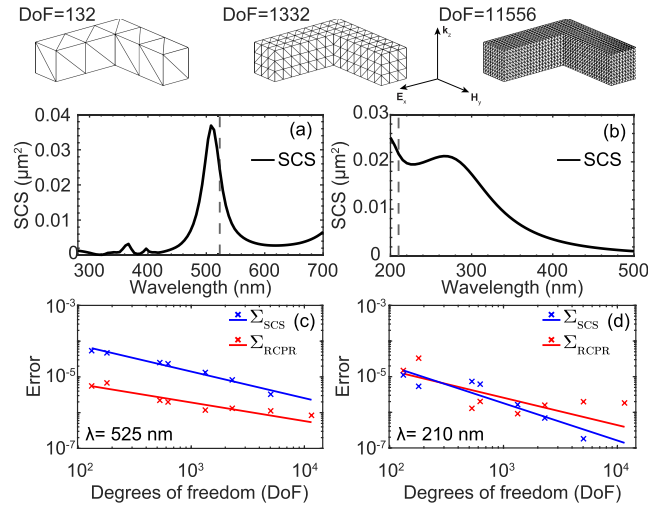 DoF=132
DoF=1332
DoF=11556
k_z
E_x
H_y
(a)
SCS
SCS (μm²)
0.04
0.03
0.02
0.01
0
300
400
500
600
700
Wavelength (nm)
(b)
SCS
SCS (μm²)
0.03
0.02
0.01
0
200
300
400
500
Wavelength (nm)
(c)
Σ_SCS
Σ_RCPR
Error
10⁻³
10⁻⁵
10⁻⁷
λ= 525 nm
10²
10³
10⁴
Degrees of freedom (DoF)
(d)
Σ_SCS
Σ_RCPR
Error
10⁻³
10⁻⁵
10⁻⁷
λ= 210 nm
10²
10³
10⁴
Degrees of freedom (DoF)